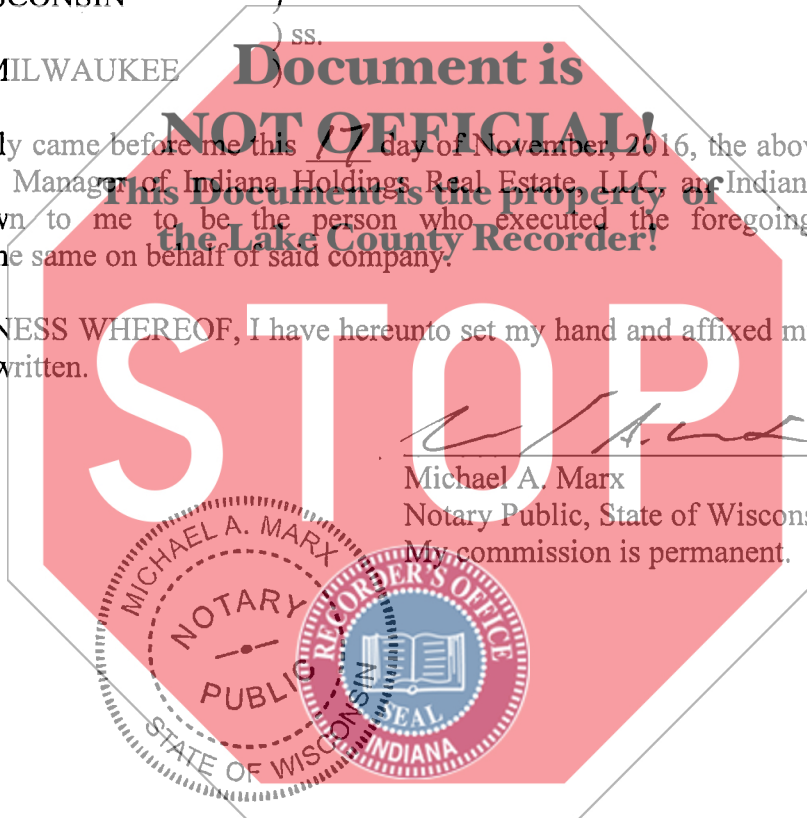 SCONSIN )
) ss.
MILWAUKEE )
Document is
NOT OFFICIAL!
This Document is the property of
the Lake County Recorder!
ly came before me this 17 day of November, 2016, the abov
Manager of Indiana Holdings Real Estate, LLC, an Indian
wn to me to be the person who executed the foregoing
he same on behalf of said company.
NESS WHEREOF, I have hereunto set my hand and affixed m
written.
STOP
Michael A. Marx
Notary Public, State of Wiscons
My commission is permanent.
MICHAEL A. MARX
NOTARY
PUBLIC
STATE OF WISCONSIN
RECORDER'S OFFICE
SEAL
INDIANA